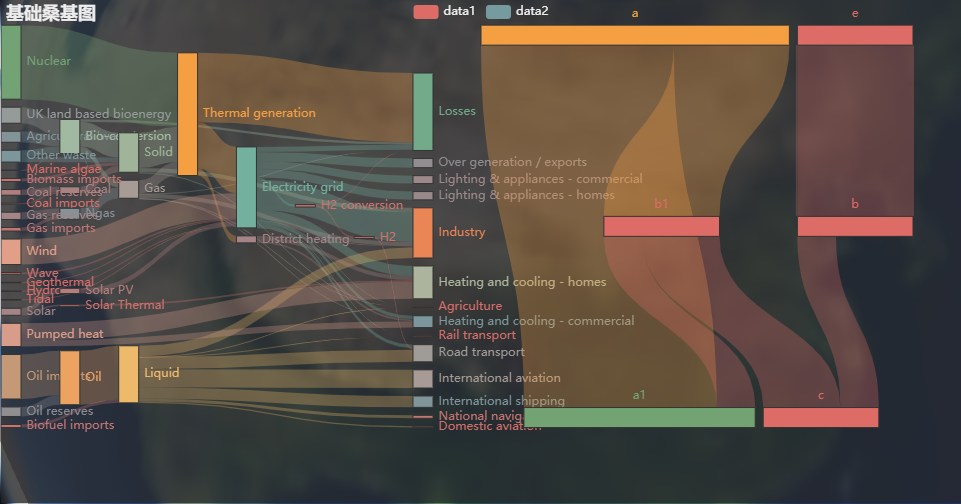 基础桑基图
data1 data2
a e
Nuclear
Losses
Thermal generation
UK land based bioenergy
Agricu
Bio-conversion
Other waste
Solid
Over generation / exports
Marine algae
Biomass imports
Lighting & appliances - commercial
Coal
Gas
Electricity grid
Coal reserves
Lighting & appliances - homes
Coal imports
H2 conversion
b1 b
Gas reserves
Ngas
Gas imports
Industry
District heating
H2
Wind
Wave
Geothermal
Heating and cooling - homes
Hydro
Solar PV
Tidal
Solar Thermal
Agriculture
Solar
Heating and cooling - commercial
Pumped heat
Rail transport
Road transport
Oil imports
Oil
Liquid
International aviation
a1 c
International shipping
Oil reserves
National navig
Biofuel imports
Domestic aviation